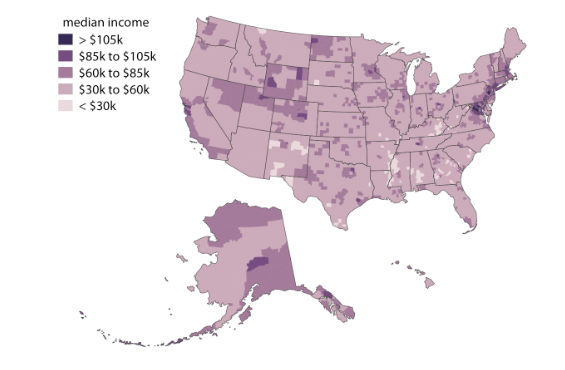 median income
> $105k
$85k to $105k
$60k to $85k
$30k to $60k
< $30k